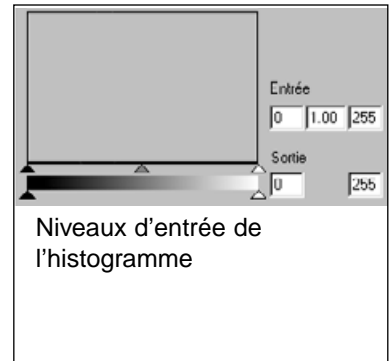 Entrée
0 1.00 255
Sortie
0 255
Niveaux d'entrée de
l'histogramme